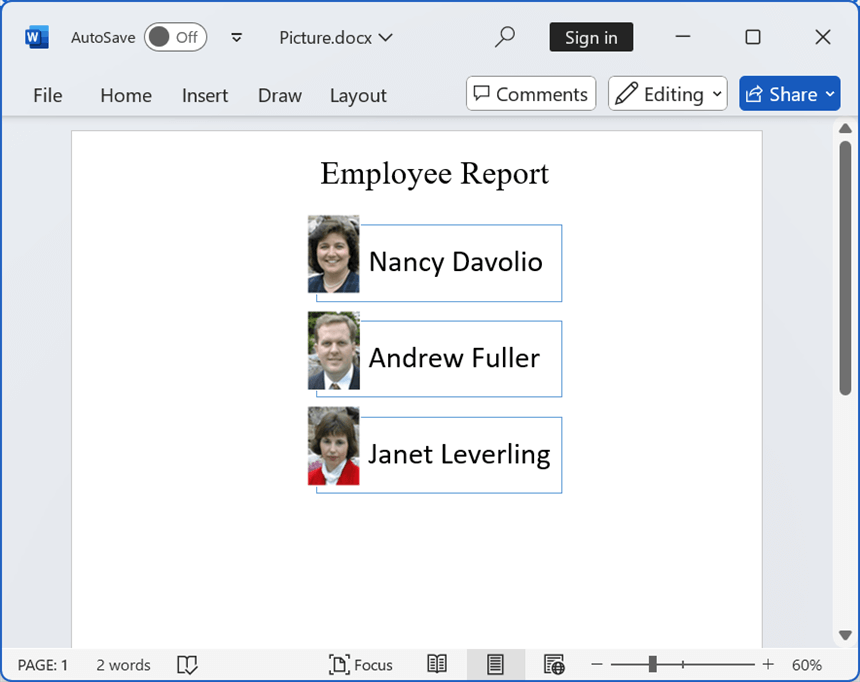 W
AutoSave Off Picture.docx Sign in
File Home Insert Draw Layout Comments Editing Share
Employee Report
Nancy Davolio
Andrew Fuller
Janet Leverling
PAGE: 1 2 words Focus 60%